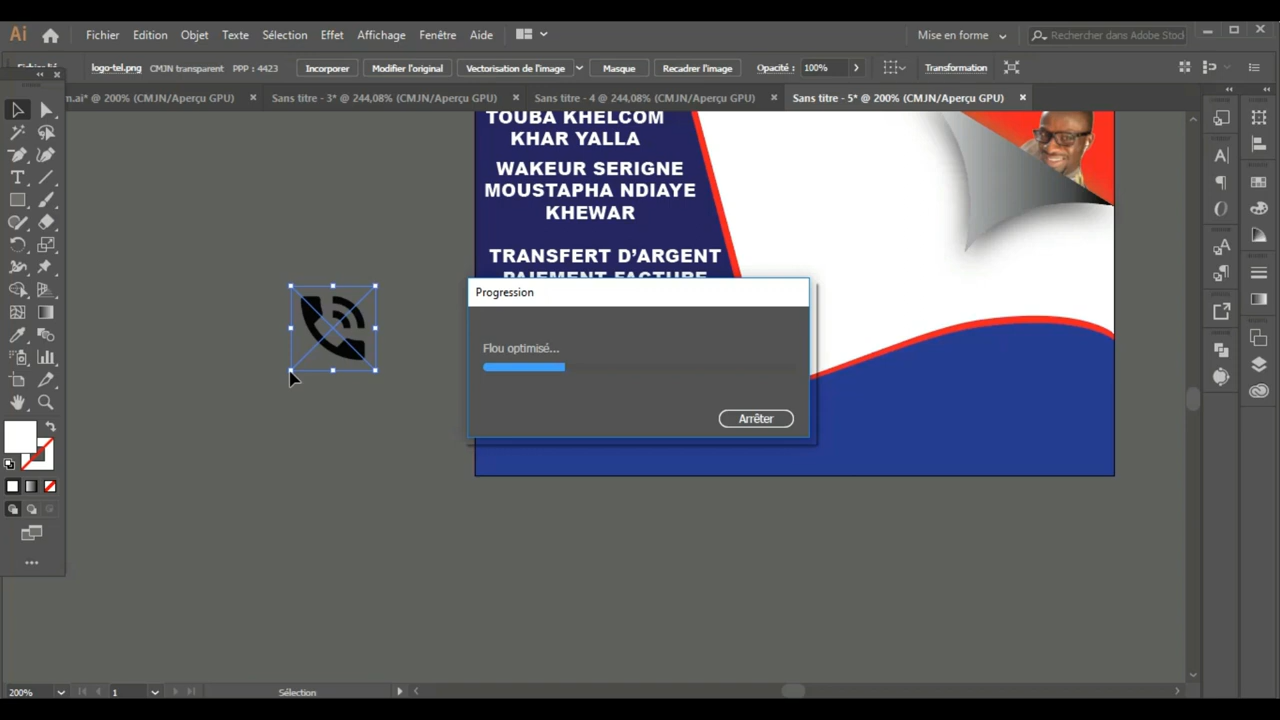 Ai Fichier Edition Objet Texte Sélection Effet Affichage Fenêtre Aide Mise en forme Rechercher dans Adobe Stock
logo-tel.png CMJN transparent PPP : 4423 Incorporer Modifier l'original Vectorisation de l'image Masque Recadrer l'image Opacité : 100% Transformation
m.ai* @ 200% (CMJN/Aperçu GPU) Sans titre - 3* @ 244,08% (CMJN/Aperçu GPU) Sans titre - 4 @ 244,08% (CMJN/Aperçu GPU) Sans titre - 5* @ 200% (CMJN/Aperçu GPU)
TOUBA KHELCOM
KHAR YALLA
WAKEUR SERIGNE
MOUSTAPHA NDIAYE
KHEWAR
TRANSFERT D'ARGENT
PAIEMENT FACTURE
Progression
Flou optimisé...
Arrêter
200% 1 Sélection